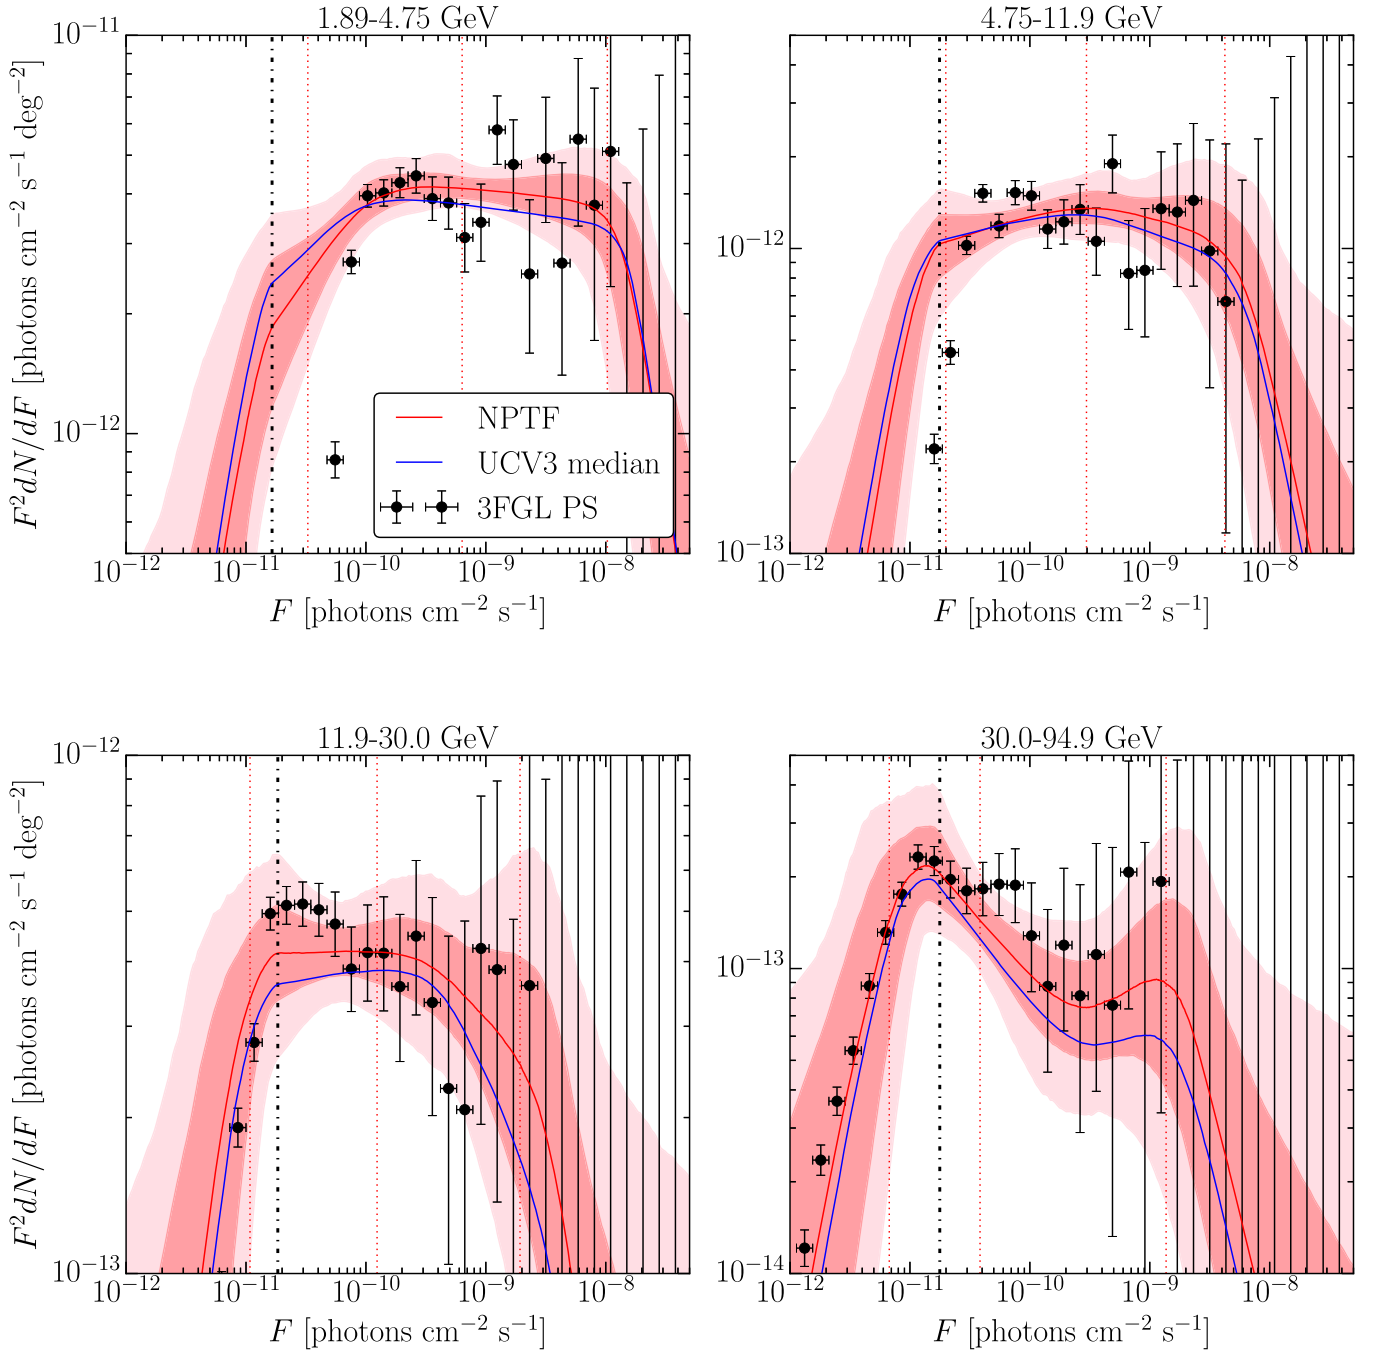 1.89-4.75 GeV
10⁻¹¹
10⁻¹²
F²dN/dF [photons cm⁻² s⁻¹ deg⁻²]
NPTF
UCV3 median
3FGL PS
10⁻¹² 10⁻¹¹ 10⁻¹⁰ 10⁻⁹ 10⁻⁸
F [photons cm⁻² s⁻¹]
4.75-11.9 GeV
10⁻¹²
10⁻¹³
10⁻¹² 10⁻¹¹ 10⁻¹⁰ 10⁻⁹ 10⁻⁸
F [photons cm⁻² s⁻¹]
11.9-30.0 GeV
10⁻¹²
10⁻¹³
F²dN/dF [photons cm⁻² s⁻¹ deg⁻²]
10⁻¹² 10⁻¹¹ 10⁻¹⁰ 10⁻⁹ 10⁻⁸
F [photons cm⁻² s⁻¹]
30.0-94.9 GeV
10⁻¹³
10⁻¹⁴
10⁻¹² 10⁻¹¹ 10⁻¹⁰ 10⁻⁹ 10⁻⁸
F [photons cm⁻² s⁻¹]